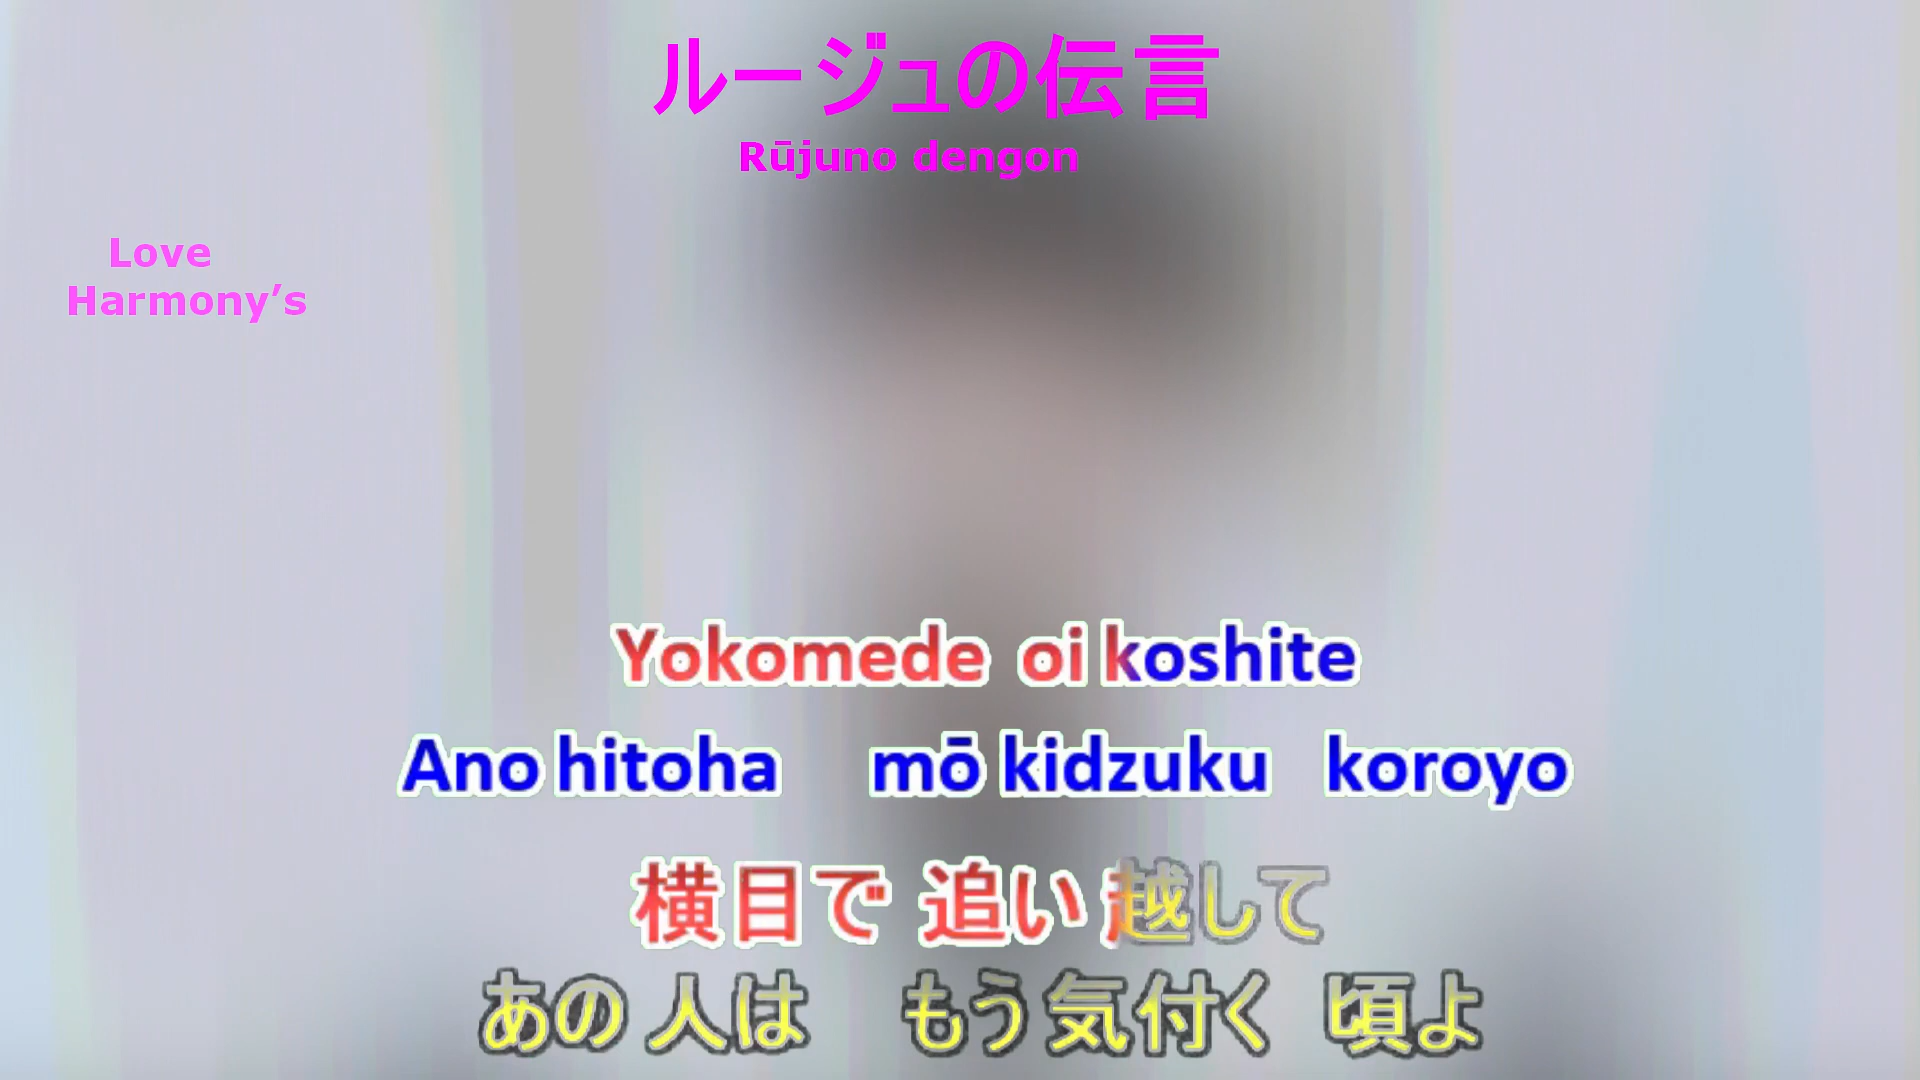 ルージュの伝言
Rūjuno dengon
Love
Harmony’s
Yokomede oi koshite
Ano hitoha mō kidzuku koroyo
横目で 追い 越して
あの 人は もう 気付く 頃よ